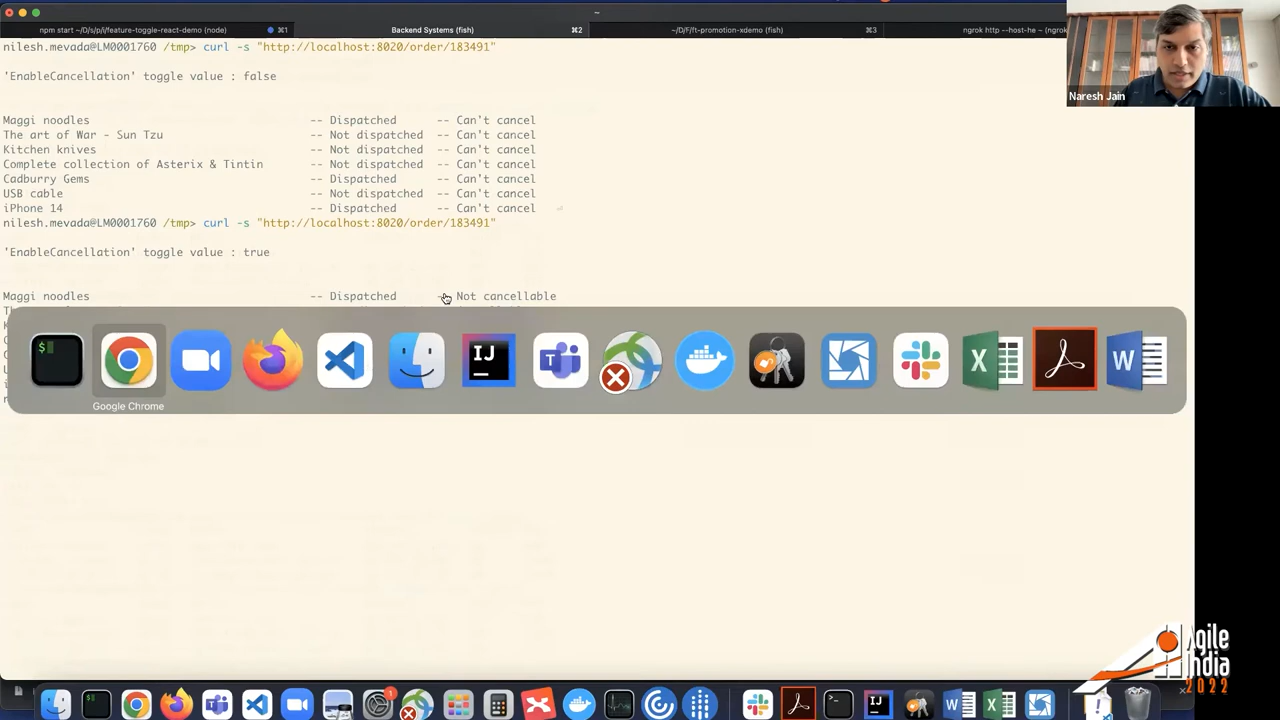 npm start ~/D/s/p/i/feature-toggle-react-demo (node)
⌘1
Backend Systems (fish)
⌘2
~/D/F/ft-promotion-xdemo (fish)
⌘3
ngrok http --host-he ~ (ngrok
nilesh.mevada@LM0001760 /tmp> curl -s "http://localhost:8020/order/183491"
'EnableCancellation' toggle value : false
Maggi noodles -- Dispatched -- Can't cancel
The art of War - Sun Tzu -- Not dispatched -- Can't cancel
Kitchen knives -- Not dispatched -- Can't cancel
Complete collection of Asterix & Tintin -- Not dispatched -- Can't cancel
Cadburry Gems -- Dispatched -- Can't cancel
USB cable -- Not dispatched -- Can't cancel
iPhone 14 -- Dispatched -- Can't cancel
nilesh.mevada@LM0001760 /tmp> curl -s "http://localhost:8020/order/183491"
'EnableCancellation' toggle value : true
Maggi noodles -- Dispatched -- Not cancellable
Google Chrome
Naresh Jain
Agile
India
2022